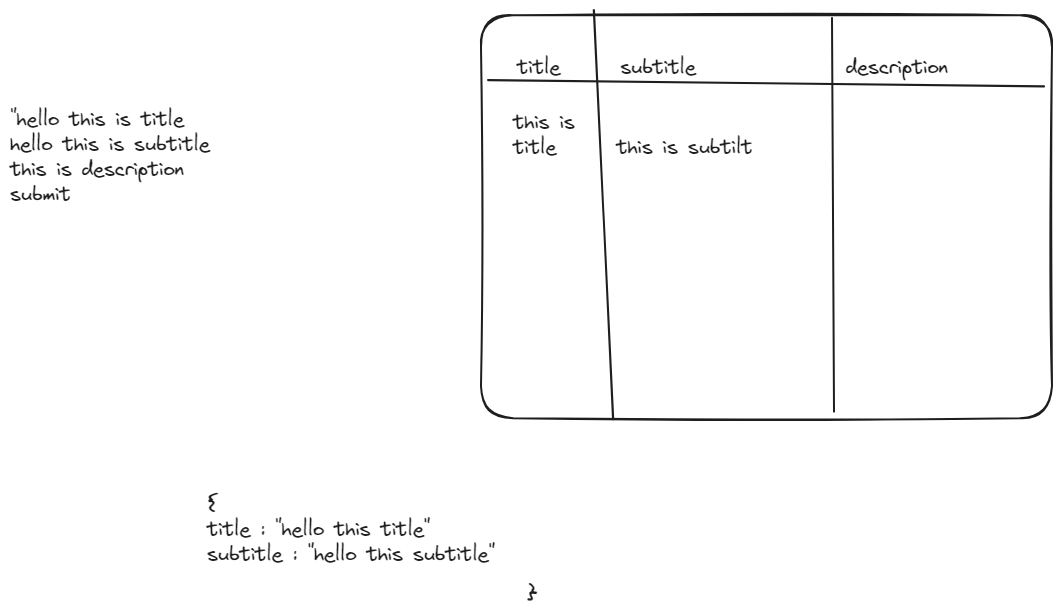 "hello this is title
hello this is subtitle
this is description
submit
title subtitle description
this is
title this is subtilt
{
title : "hello this title"
subtitle : "hello this subtitle"
}